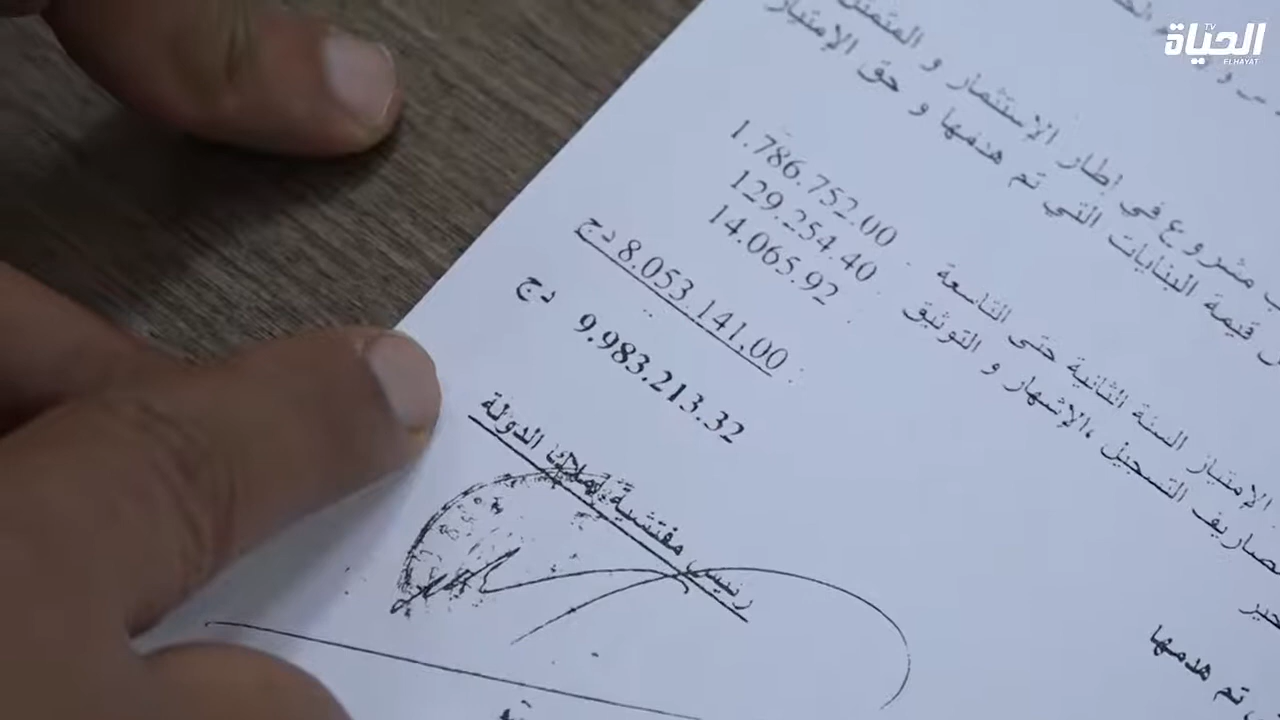 الحياة TV
ELHAYAT
مشروع في إطار الإستثمار و
قيمة البنايات التي تم هدمها و حق الإمتياز
1.786.752.00
الإمتياز السنة الثانية حتى التاسعة 129.254.40
مصاريف التسجيل ،الإشهار و التوثيق 14.065.92
8.053.141.00 دج
9.983.213.32 دج
رئيس مفتشية أملاك الدولة
تم هدمها